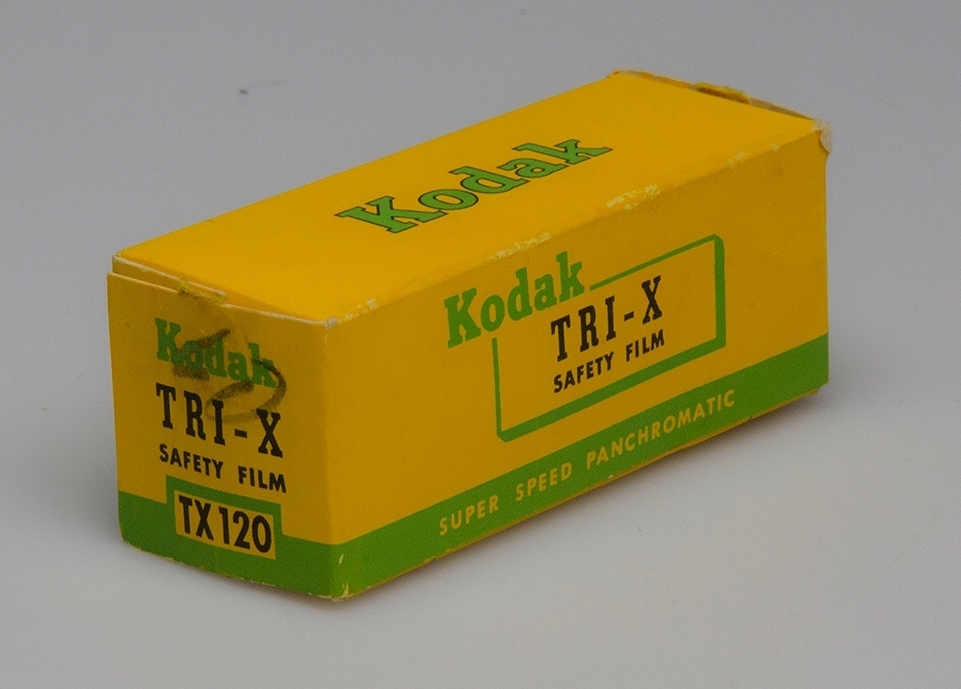 Kodak
Kodak
TRI-X
SAFETY FILM
SUPER SPEED PANCHROMATIC
Kodak
TRI-X
SAFETY FILM
TX120